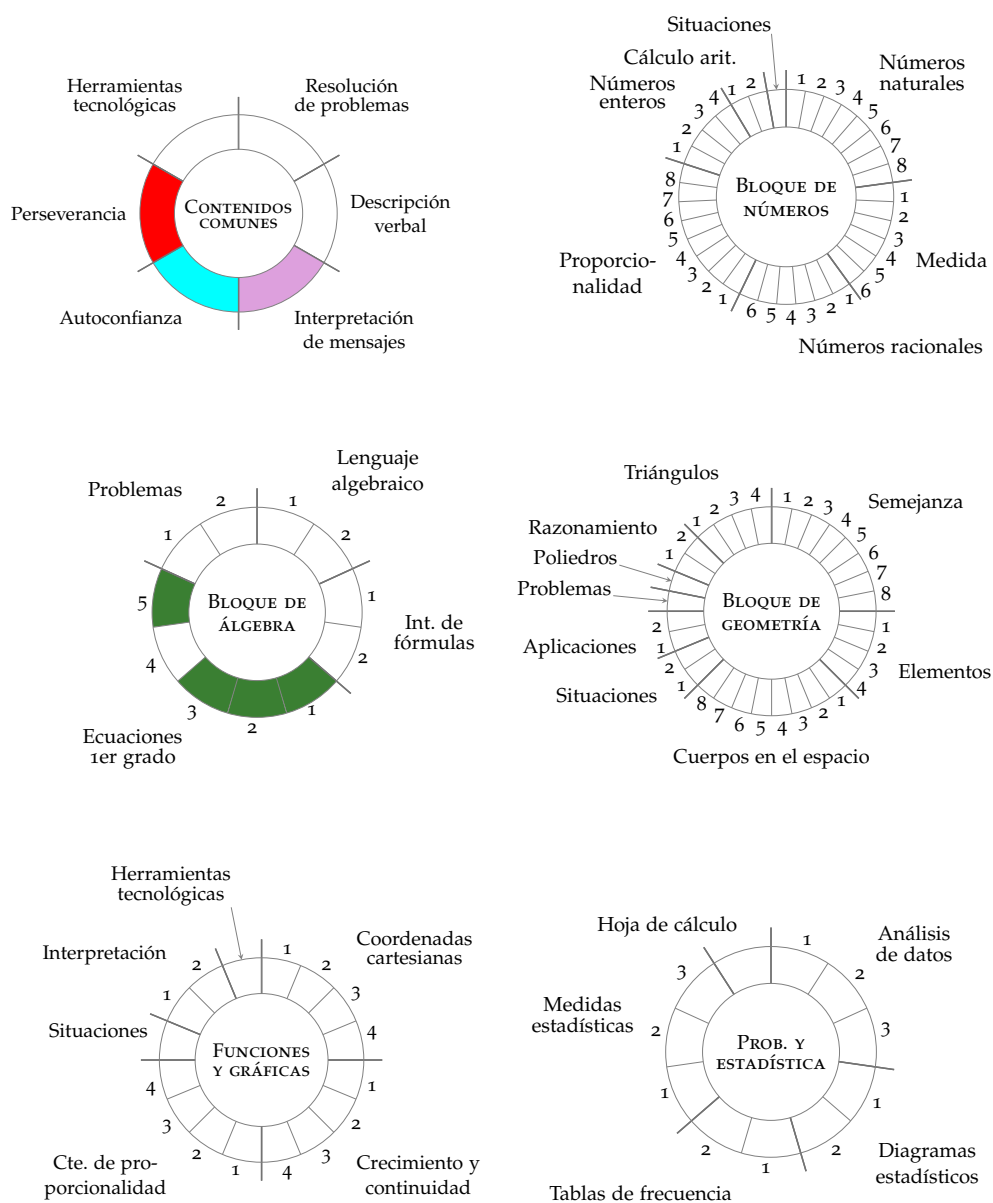 Herramientas
tecnológicas
Resolución
de problemas
Perseverancia
CONTENIDOS
COMUNES
Descripción
verbal
Autoconfianza
Interpretación
de mensajes
Situaciones
Cálculo arit.
Números
enteros
Números
naturales
1 2 3 4 5 6 7 8
BLOQUE DE
NÚMEROS
1 2 3 4 5 6
Medida
1 2 3 4 5 6
Números racionales
1 2 3 4 5 6 7 8
Proporcio-
nalidad
1 2 3 4
1 2
Problemas
Lenguaje
algebraico
1 2
BLOQUE DE
ÁLGEBRA
1 2
Int. de
fórmulas
1 2 3 4 5
Ecuaciones
1er grado
1 2
Triángulos
Semejanza
1 2 3 4 5 6 7 8
Razonamiento
Poliedros
Problemas
BLOQUE DE
GEOMETRÍA
1 2 3 4
Elementos
Aplicaciones
Situaciones
1 2 3 4 5 6 7 8
Cuerpos en el espacio
1 2
1 2
1 2
1 2 3 4
Herramientas
tecnológicas
Interpretación
Coordenadas
cartesianas
1 2 3 4
Situaciones
FUNCIONES
Y GRÁFICAS
1 2 3 4
Crecimiento y
continuidad
1 2 3 4
Cte. de pro-
porcionalidad
1 2
Hoja de cálculo
Análisis
de datos
1 2 3
Medidas
estadísticas
PROB. Y
ESTADÍSTICA
1 2
Diagramas
estadísticos
1 2
Tablas de frecuencia
1 2 3